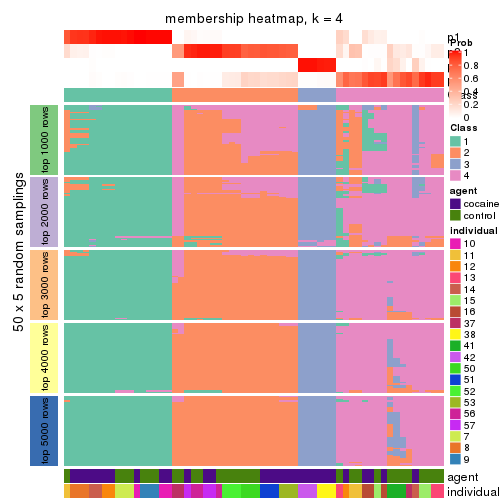 membership heatmap, k = 4
p1
Prob
1
0.8
0.6
0.4
0.2
0
Class
1
2
3
4
agent
cocaine
control
individual
10
11
12
13
14
15
16
37
38
41
42
50
51
52
53
56
57
7
8
9
50 x 5 random samplings
top 1000 rows
top 2000 rows
top 3000 rows
top 4000 rows
top 5000 rows
agent
individual